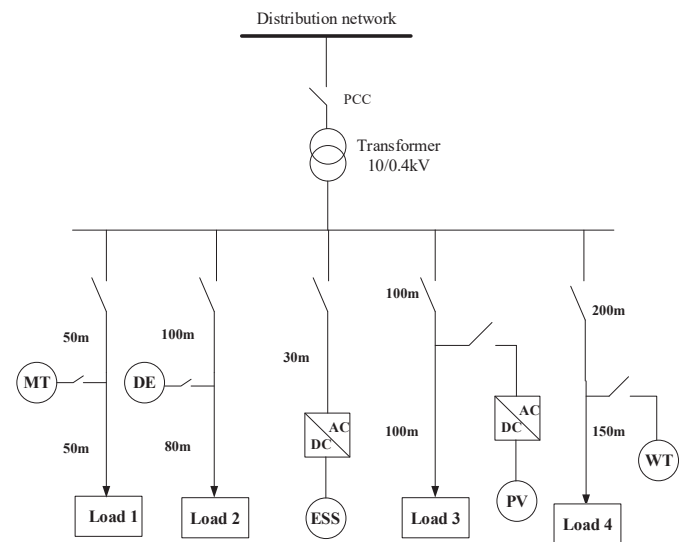 Distribution network
PCC
Transformer
10/0.4kV
100m
200m
50m
100m
30m
MT
DE
AC
DC
AC
DC
50m
80m
100m
150m
WT
Load 1
Load 2
ESS
Load 3
PV
Load 4